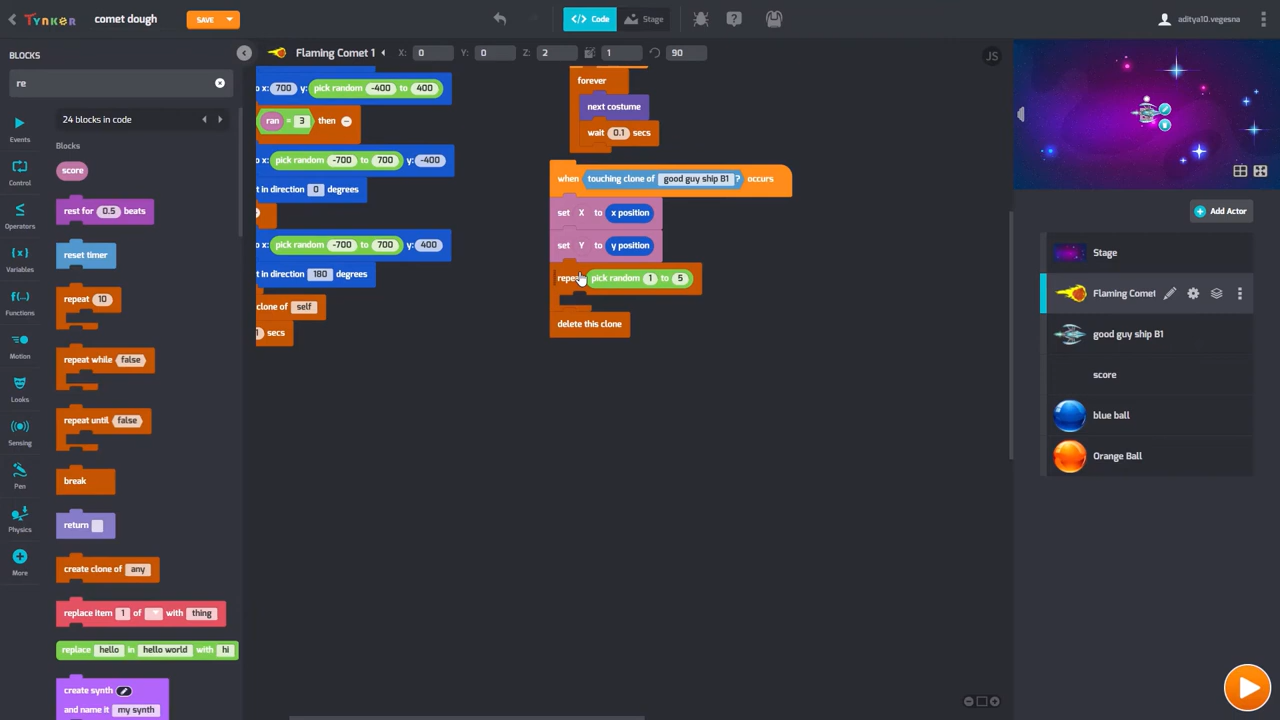 TYNKER
comet dough
SAVE
</> Code
Stage
aditya10.vegesna
BLOCKS
re
24 blocks in code
Blocks
Events
Control
Operators
Variables
Functions
Motion
Looks
Sensing
Pen
Physics
More
score
rest for 0.5 beats
reset timer
repeat 10
repeat while false
repeat until false
break
return
create clone of any
replace item 1 of with thing
replace hello in hello world with hi
create synth
and name it my synth
Flaming Comet 1
X: 0
Y: 0
Z: 2
1
90
JS
o x: 700 y: pick random -400 to 400
ran = 3 then
o x: pick random -700 to 700 y: -400
t in direction 0 degrees
o x: pick random -700 to 700 y: 400
t in direction 180 degrees
clone of self
secs
forever
next costume
wait 0.1 secs
when touching clone of good guy ship B1 ? occurs
set X to x position
set Y to y position
repeat pick random 1 to 5
delete this clone
Add Actor
Stage
Flaming Comet
good guy ship B1
score
blue ball
Orange Ball